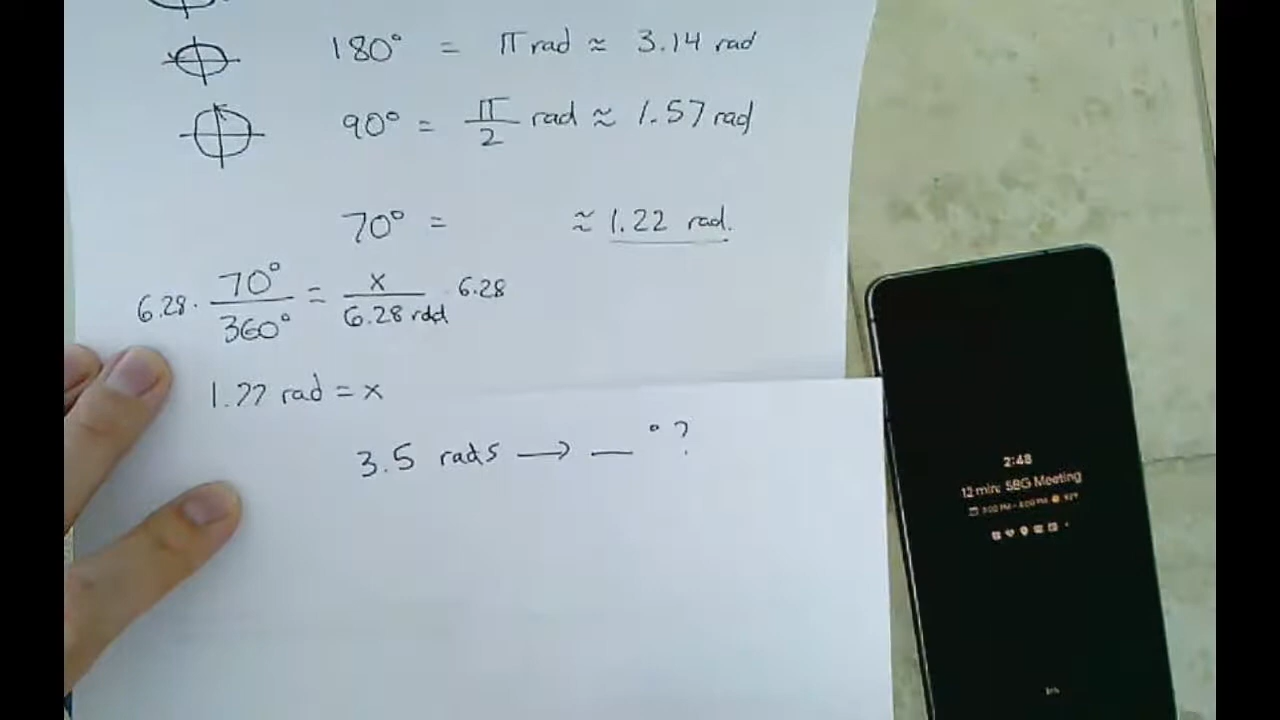 180° = π rad ≈ 3.14 rad
90° = π/2 rad ≈ 1.57 rad
70° = ≈ 1.22 rad.
6.28 · 70°/360° = x/6.28 rad 6.28
1.22 rad = x
3.5 rads → __ ° ?
2:48
12 min: SBG Meeting